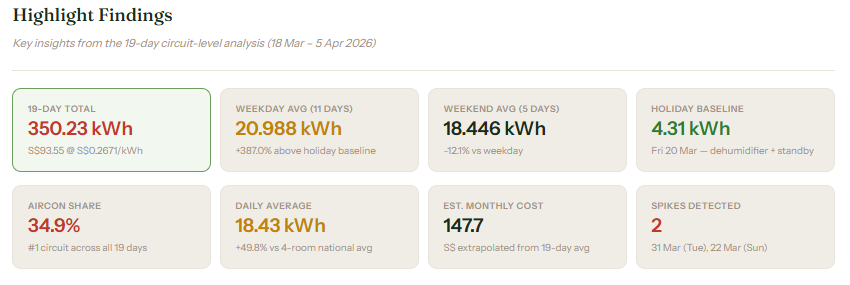 Highlight Findings
Key insights from the 19-day circuit-level analysis (18 Mar – 5 Apr 2026)
19-DAY TOTAL
350.23 kWh
S$93.55 @ S$0.2671/kWh
WEEKDAY AVG (11 DAYS)
20.988 kWh
+387.0% above holiday baseline
WEEKEND AVG (5 DAYS)
18.446 kWh
-12.1% vs weekday
HOLIDAY BASELINE
4.31 kWh
Fri 20 Mar — dehumidifier + standby
AIRCON SHARE
34.9%
#1 circuit across all 19 days
DAILY AVERAGE
18.43 kWh
+49.8% vs 4-room national avg
EST. MONTHLY COST
147.7
S$ extrapolated from 19-day avg
SPIKES DETECTED
2
31 Mar (Tue), 22 Mar (Sun)